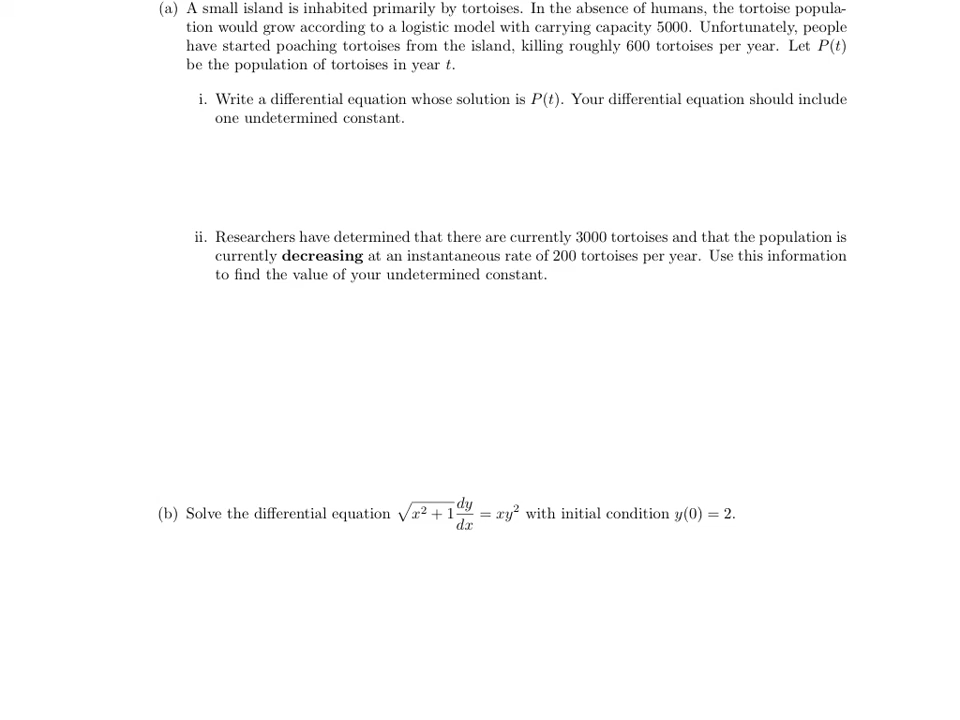 (a) A small island is inhabited primarily by tortoises. In the absence of humans, the tortoise popula-
tion would grow according to a logistic model with carrying capacity 5000. Unfortunately, people
have started poaching tortoises from the island, killing roughly 600 tortoises per year. Let P(t)
be the population of tortoises in year t.
i. Write a differential equation whose solution is P(t). Your differential equation should include
one undetermined constant.
ii. Researchers have determined that there are currently 3000 tortoises and that the population is
currently decreasing at an instantaneous rate of 200 tortoises per year. Use this information
to find the value of your undetermined constant.
(b) Solve the differential equation √(x² + 1) dy/dx = xy² with initial condition y(0) = 2.